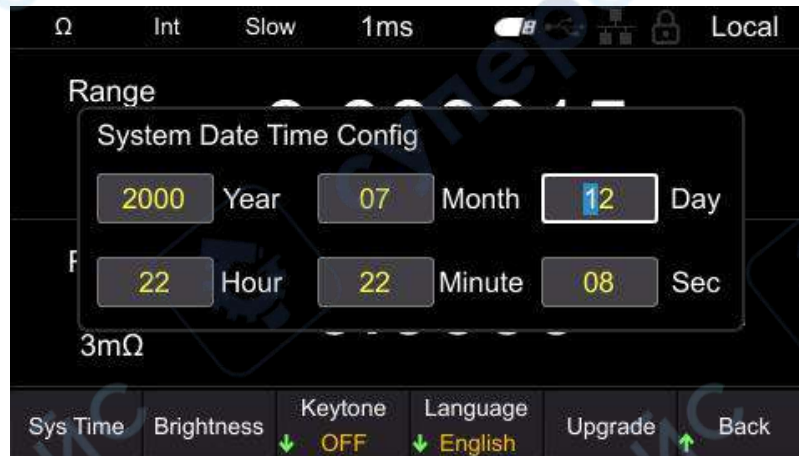 Ω Int Slow 1ms Local
Range
System Date Time Config
2000 Year 07 Month 12 Day
22 Hour 22 Minute 08 Sec
3mΩ
Sys Time Brightness Keytone OFF Language English Upgrade Back